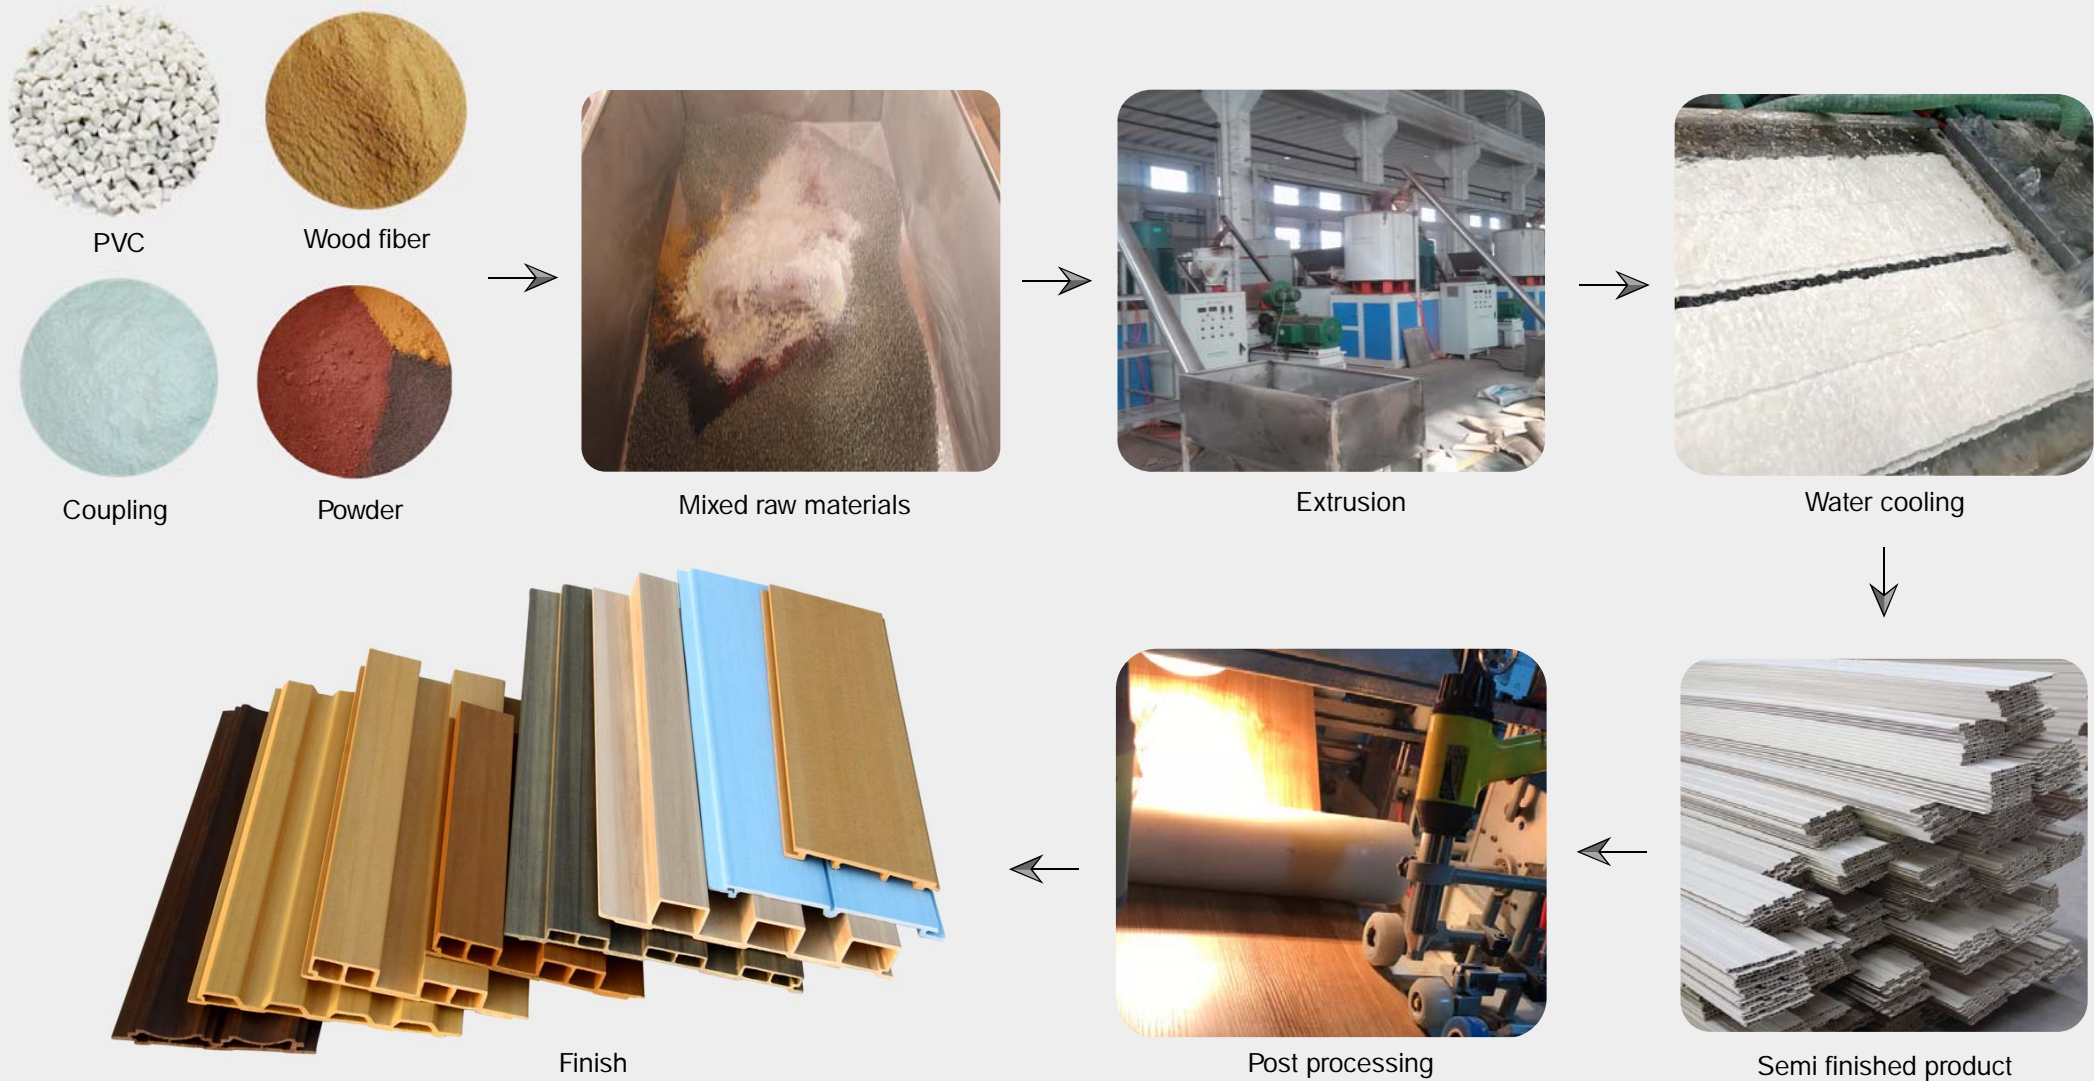 PVC
Wood fiber
Coupling
Powder
Mixed raw materials
Extrusion
Water cooling
Semi finished product
Post processing
Finish